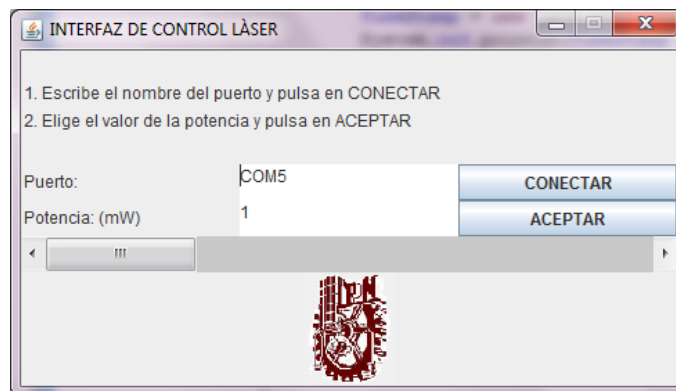 INTERFAZ DE CONTROL LÀSER
1. Escribe el nombre del puerto y pulsa en CONECTAR
2. Elige el valor de la potencia y pulsa en ACEPTAR
Puerto: COM5 CONECTAR
Potencia: (mW) 1 ACEPTAR
IPN